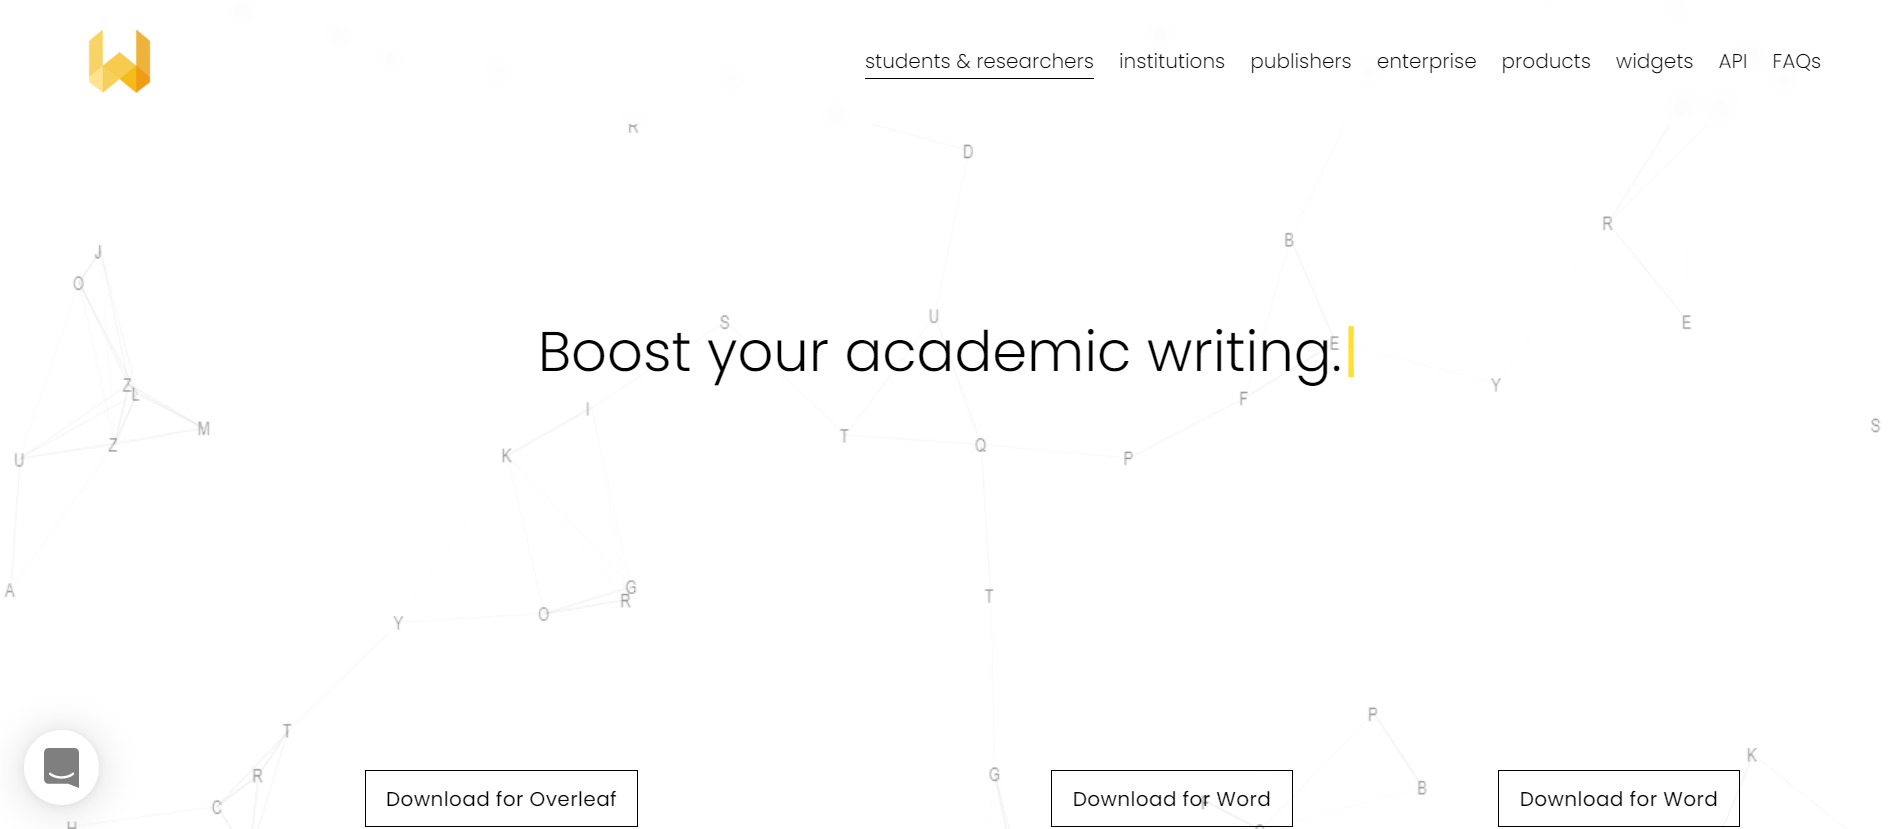 students & researchers institutions publishers enterprise products widgets API FAQs
R
D
B
R
J
O
S
U
E
E
Boost your academic writing.
Z
L
Y
F
I
M
S
T
Z
Q
K
U
P
A
G
T
R
O
Y
P
T
K
R
G
B
Download for Overleaf
Download for Word
Download for Word
C
H